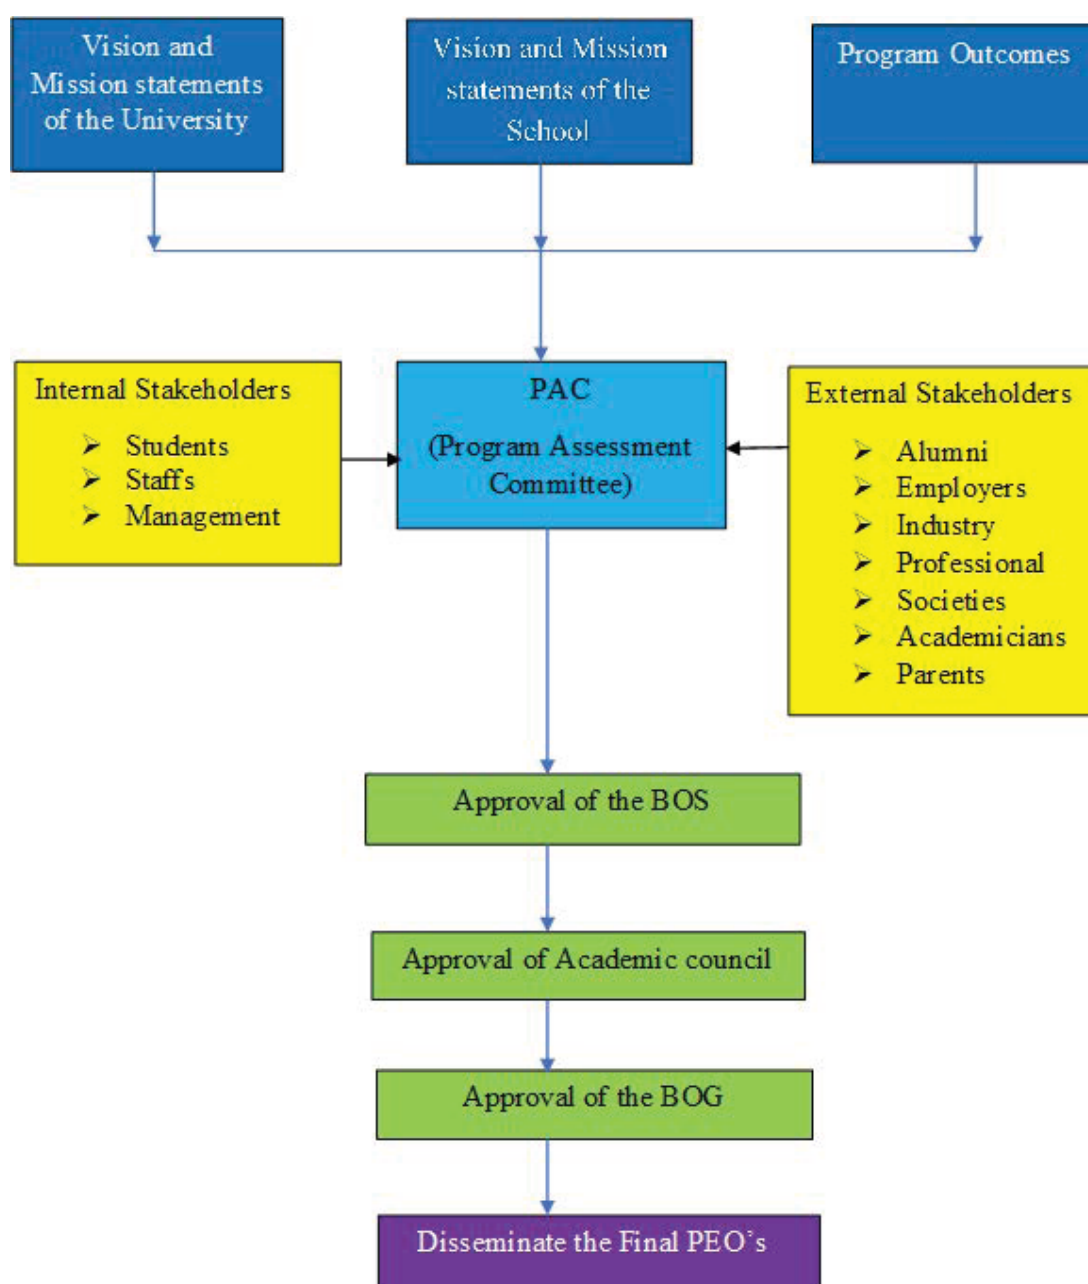 Vision and
Mission statements
of the University
Vision and Mission
statements of the
School
Program Outcomes
Internal Stakeholders
➢ Students
➢ Staffs
➢ Management
PAC
(Program Assessment
Committee)
External Stakeholders
➢ Alumni
➢ Employers
➢ Industry
➢ Professional
➢ Societies
➢ Academicians
➢ Parents
Approval of the BOS
Approval of Academic council
Approval of the BOG
Disseminate the Final PEO’s